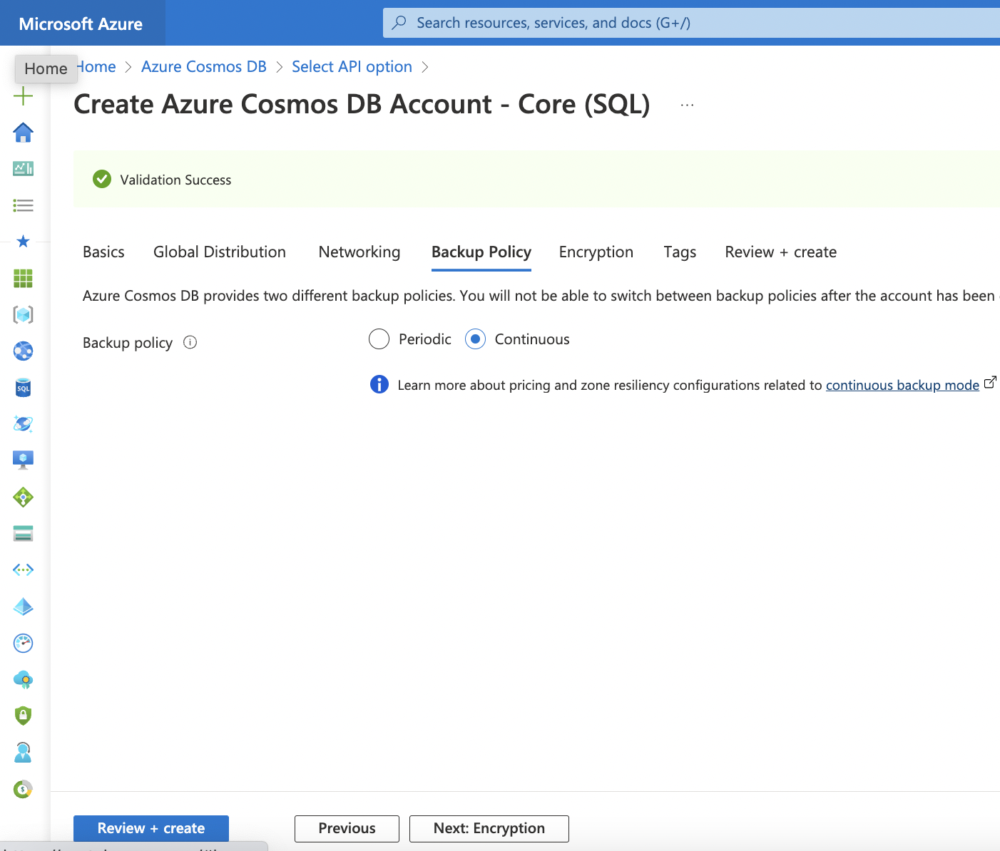 Microsoft Azure
Search resources, services, and docs (G+/)
Home
Home
Azure Cosmos DB
Select API option
Create Azure Cosmos DB Account - Core (SQL)
...
Validation Success
Basics
Global Distribution
Networking
Backup Policy
Encryption
Tags
Review + create
Azure Cosmos DB provides two different backup policies. You will not be able to switch between backup policies after the account has been
Backup policy
Periodic
Continuous
Learn more about pricing and zone resiliency configurations related to continuous backup mode
SQL
Review + create
Previous
Next: Encryption